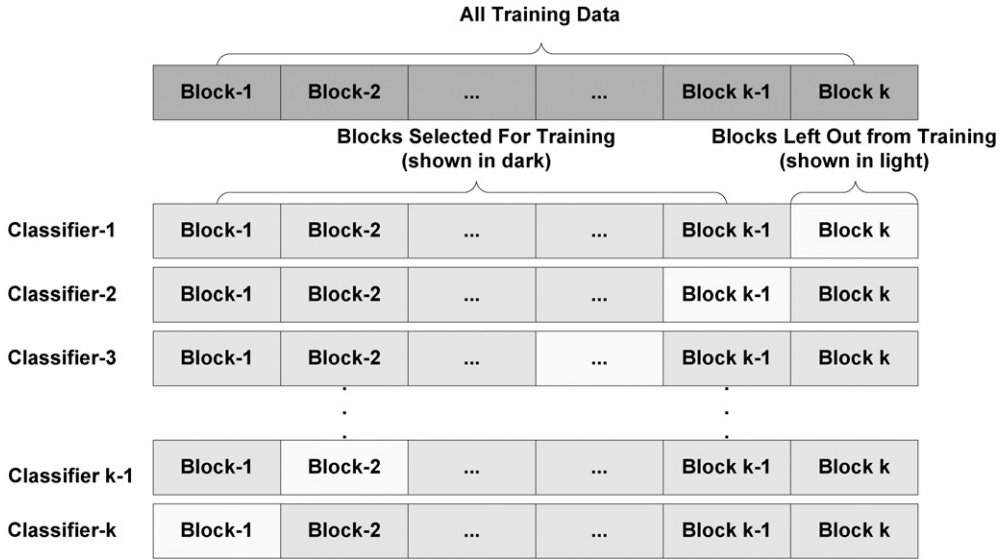 All Training Data
Block-1 Block-2 ... ... Block k-1 Block k
Blocks Selected For Training
(shown in dark)
Blocks Left Out from Training
(shown in light)
Classifier-1 Block-1 Block-2 ... ... Block k-1 Block k
Classifier-2 Block-1 Block-2 ... ... Block k-1 Block k
Classifier-3 Block-1 Block-2 ... ... Block k-1 Block k
Classifier k-1 Block-1 Block-2 ... ... Block k-1 Block k
Classifier-k Block-1 Block-2 ... ... Block k-1 Block k